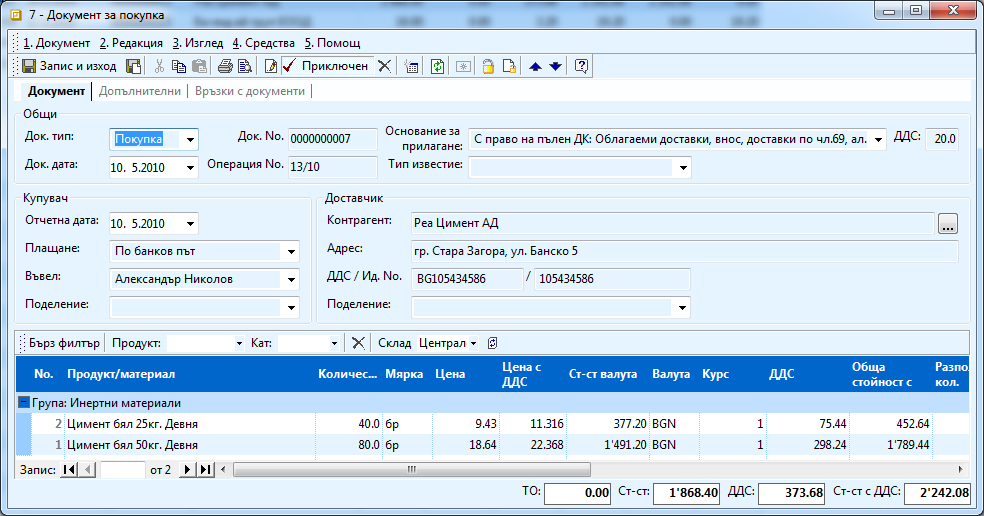 7 - Документ за покупка
1. Документ 2. Редакция 3. Изглед 4. Средства 5. Помощ
Запис и изход Приключен
Документ Допълнителни Връзки с документи
Общи
Док. тип: Покупка Док. No. 0000000007 Основание за прилагане: С право на пълен ДК: Облагаеми доставки, внос, доставки по чл.69, ал. ДДС: 20.0
Док. дата: 10. 5.2010 Операция No. 13/10 Тип известие:
Купувач Доставчик
Отчетна дата: 10. 5.2010 Контрагент: Реа Цимент АД ...
Плащане: По банков път Адрес: гр. Стара Загора, ул. Банско 5
Въвел: Александър Николов ДДС / Ид. No. BG105434586 / 105434586
Поделение: Поделение:
Бърз филтър Продукт: Кат: Склад Централ
No. Продукт/материал Количес... Мярка Цена Цена с ДДС Ст-ст валута Валута Курс ДДС Обща стойност с Разпол кол.
Група: Инертни материали
2 Цимент бял 25кг. Девня 40.0 бр 9.43 11.316 377.20 BGN 1 75.44 452.64
1 Цимент бял 50кг. Девня 80.0 бр 18.64 22.368 1'491.20 BGN 1 298.24 1'789.44
Запис: от 2
ТО: 0.00 Ст-ст: 1'868.40 ДДС: 373.68 Ст-ст с ДДС: 2'242.08